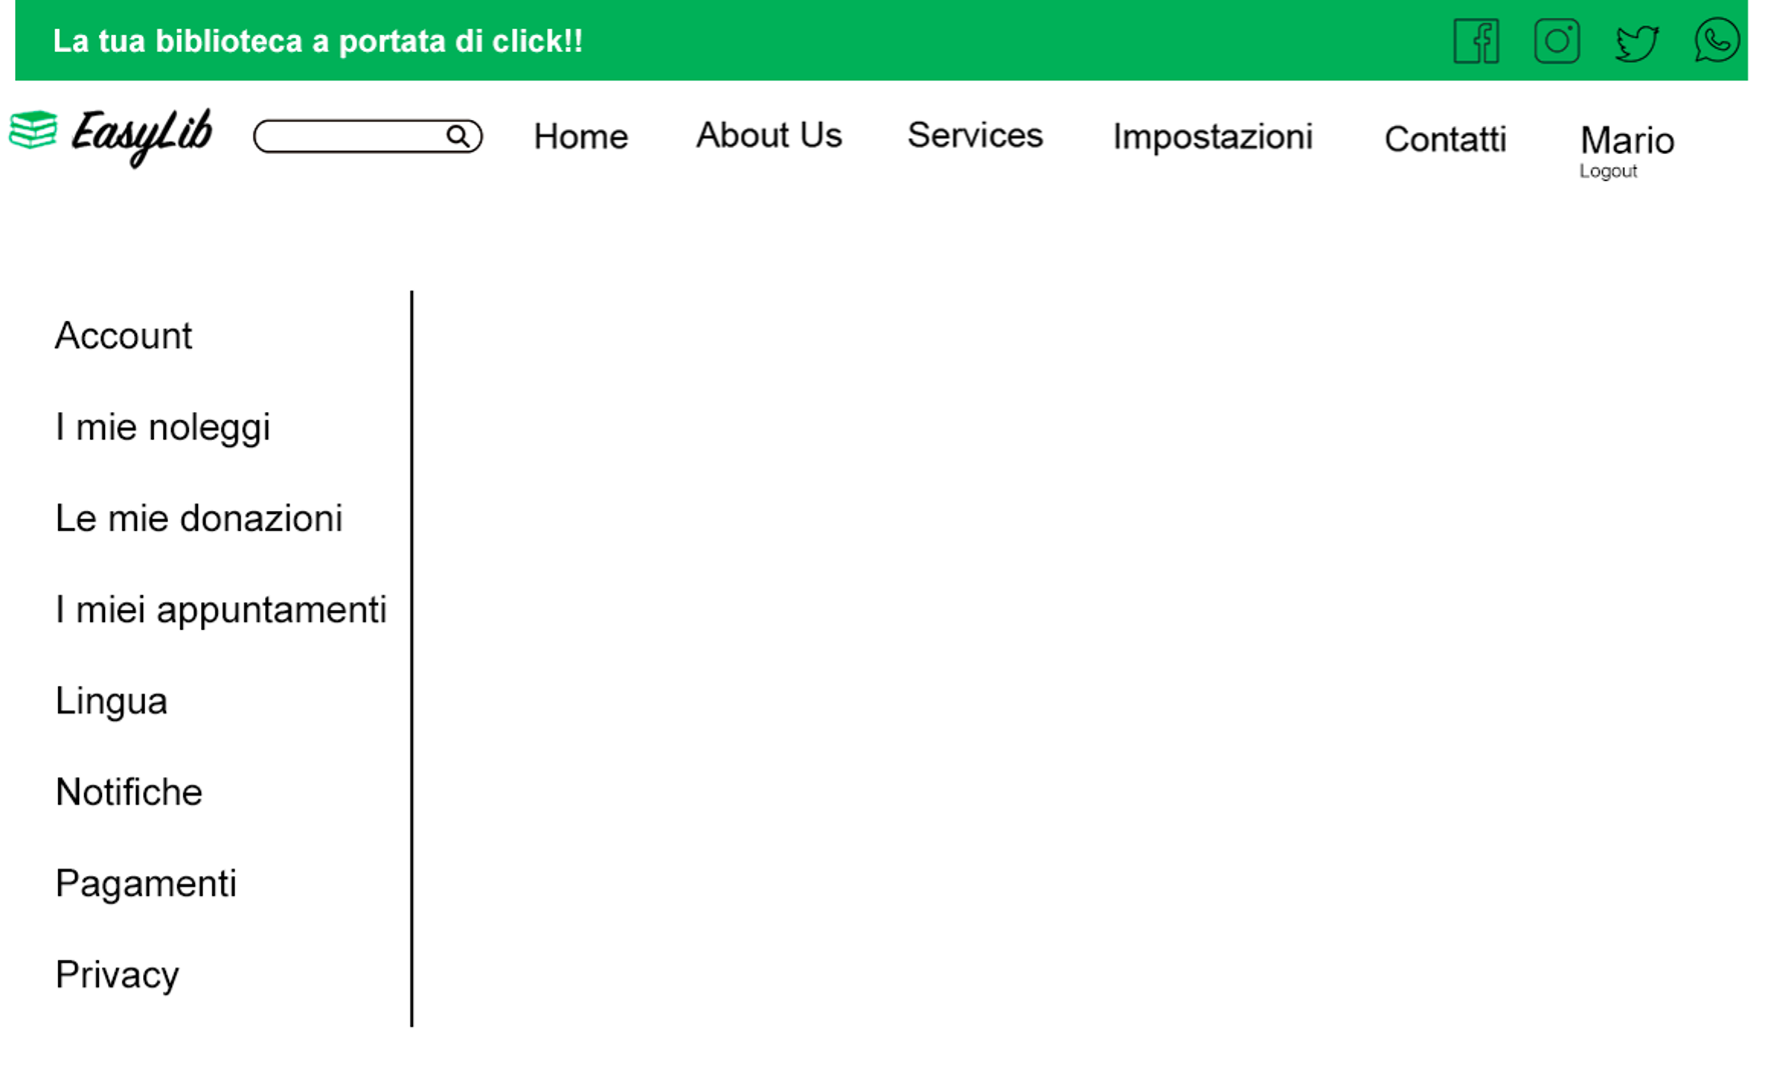 La tua biblioteca a portata di click!!
EasyLib
Home
About Us
Services
Impostazioni
Contatti
Mario
Logout
Account
I mie noleggi
Le mie donazioni
I miei appuntamenti
Lingua
Notifiche
Pagamenti
Privacy